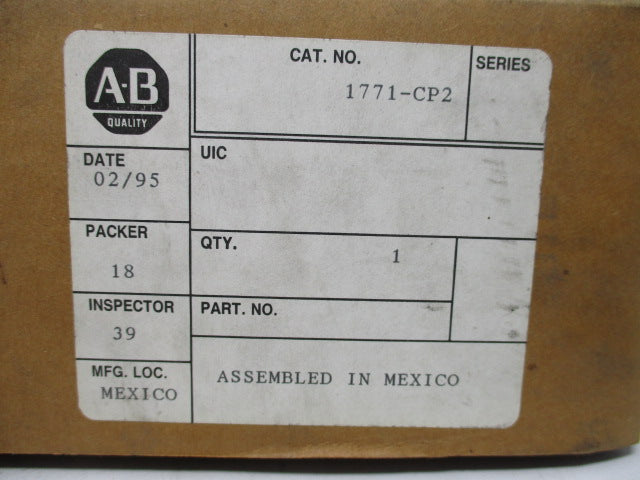 A·B
QUALITY
CAT. NO.
1771-CP2
SERIES
DATE
02/95
UIC
PACKER
18
QTY.
1
INSPECTOR
39
PART. NO.
MFG. LOC.
MEXICO
ASSEMBLED IN MEXICO